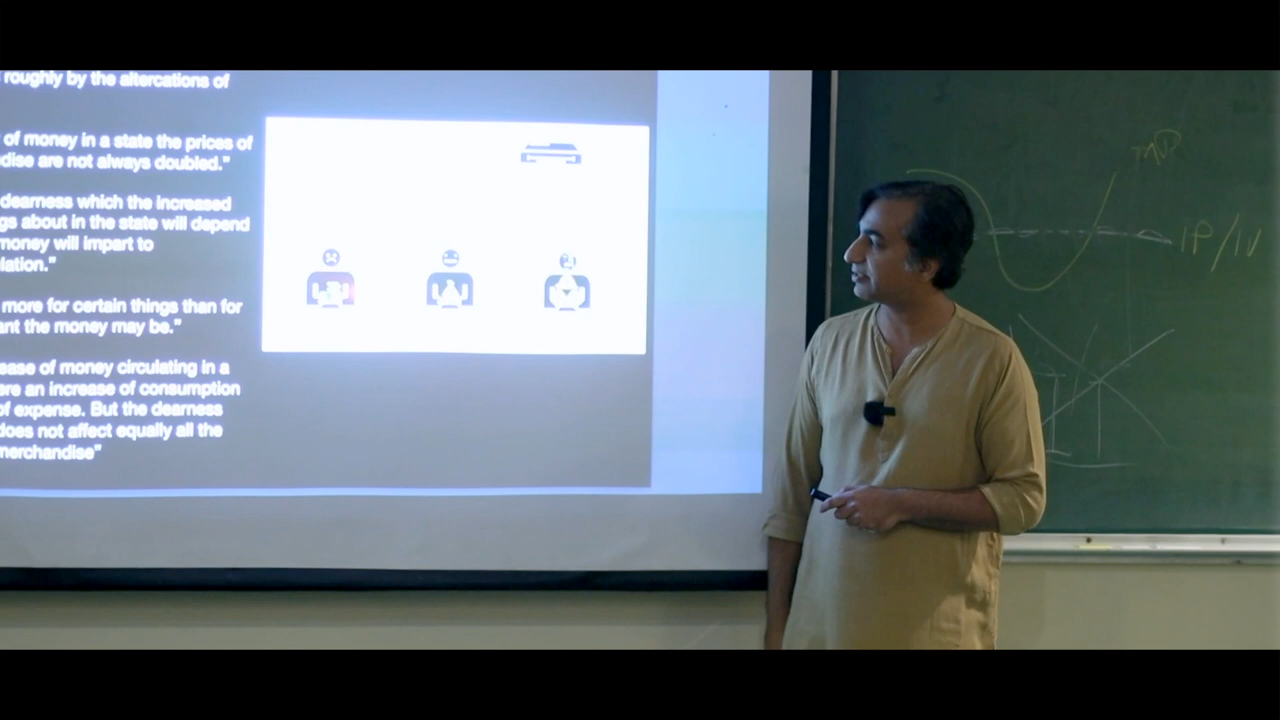 roughly by the altercations of
of money in a state the prices of
dise are not always doubled."
dearness which the increased
gs about in the state will depend
money will impart to
lation."
more for certain things than for
ant the money may be."
ease of money circulating in a
ere an increase of consumption
of expense. But the dearness
does not affect equally all the
merchandise"
MP
IP/IV